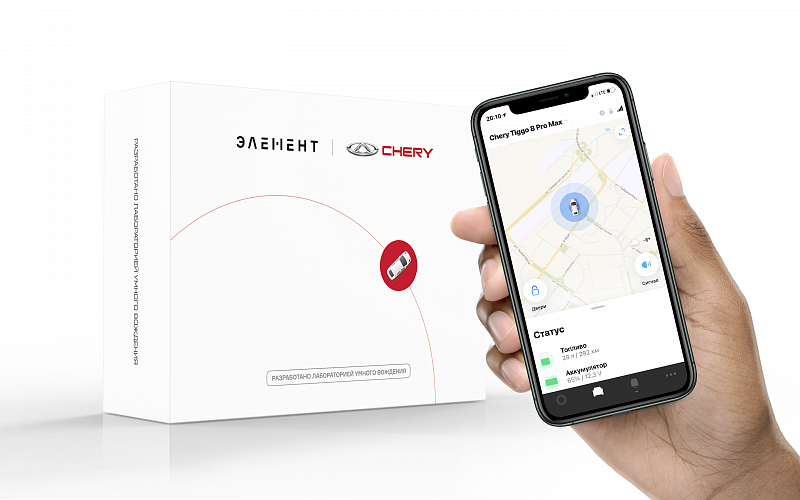 РАЗРАБОТАНО ЛАБОРАТОРИЕЙ УМНОГО ВОЖДЕНИЯ
ЭЛЕМЕНТ
CHERY
РАЗРАБОТАНО ЛАБОРАТОРИЕЙ УМНОГО ВОЖДЕНИЯ
20:10
LTE
Chery Tiggo 8 Pro Max
Двери
Сигнал
Статус
Топливо
28 л / 292 км
Аккумулятор
65% / 12.3 V